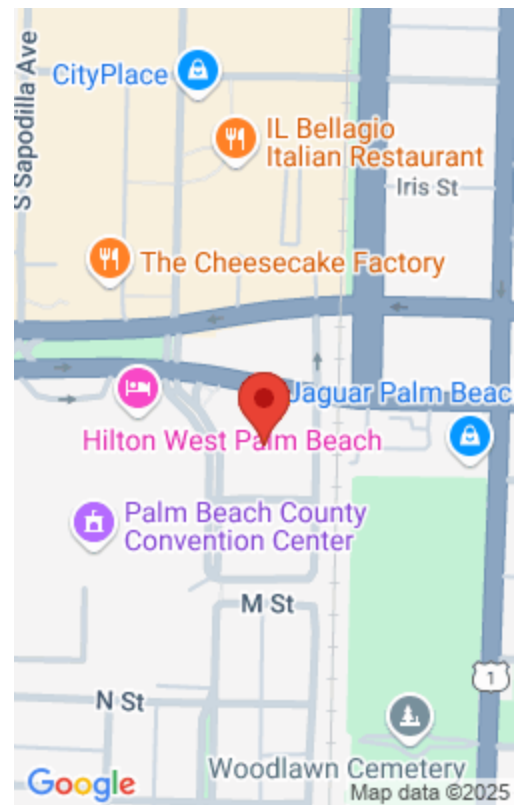 S Sapodilla Ave
CityPlace
IL Bellagio
Italian Restaurant
Iris St
The Cheesecake Factory
Jaguar Palm Beac
Hilton West Palm Beach
Palm Beach County
Convention Center
M St
1
N St
Woodlawn Cemetery
Google
Map data ©2025